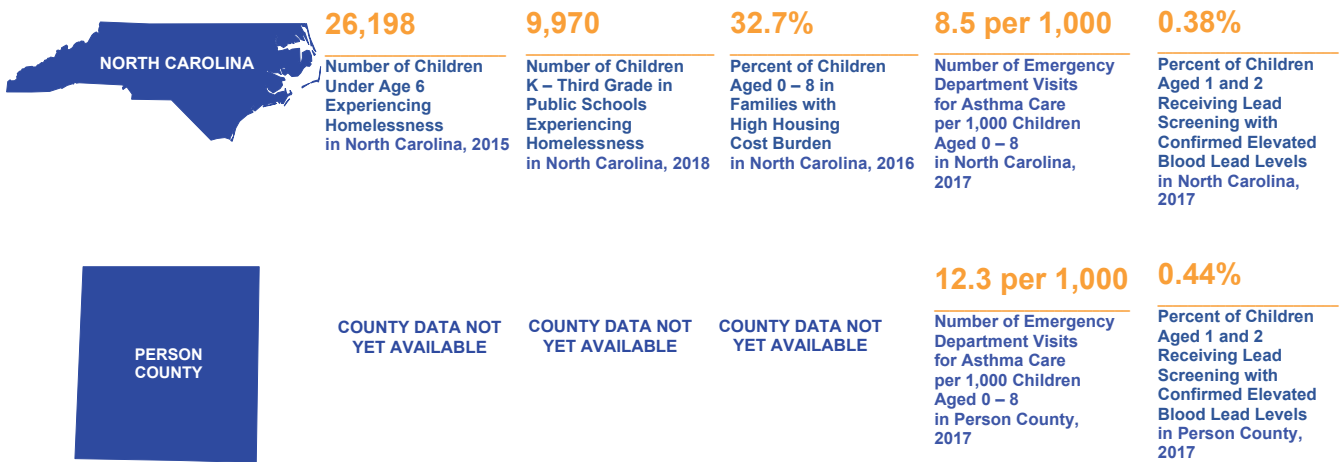 NORTH CAROLINA
26,198
Number of Children
Under Age 6
Experiencing
Homelessness
in North Carolina, 2015
9,970
Number of Children
K – Third Grade in
Public Schools
Experiencing
Homelessness
in North Carolina, 2018
32.7%
Percent of Children
Aged 0 – 8 in
Families with
High Housing
Cost Burden
in North Carolina, 2016
8.5 per 1,000
Number of Emergency
Department Visits
for Asthma Care
per 1,000 Children
Aged 0 – 8
in North Carolina,
2017
0.38%
Percent of Children
Aged 1 and 2
Receiving Lead
Screening with
Confirmed Elevated
Blood Lead Levels
in North Carolina,
2017
PERSON
COUNTY
COUNTY DATA NOT
YET AVAILABLE
COUNTY DATA NOT
YET AVAILABLE
COUNTY DATA NOT
YET AVAILABLE
12.3 per 1,000
Number of Emergency
Department Visits
for Asthma Care
per 1,000 Children
Aged 0 – 8
in Person County,
2017
0.44%
Percent of Children
Aged 1 and 2
Receiving Lead
Screening with
Confirmed Elevated
Blood Lead Levels
in Person County,
2017